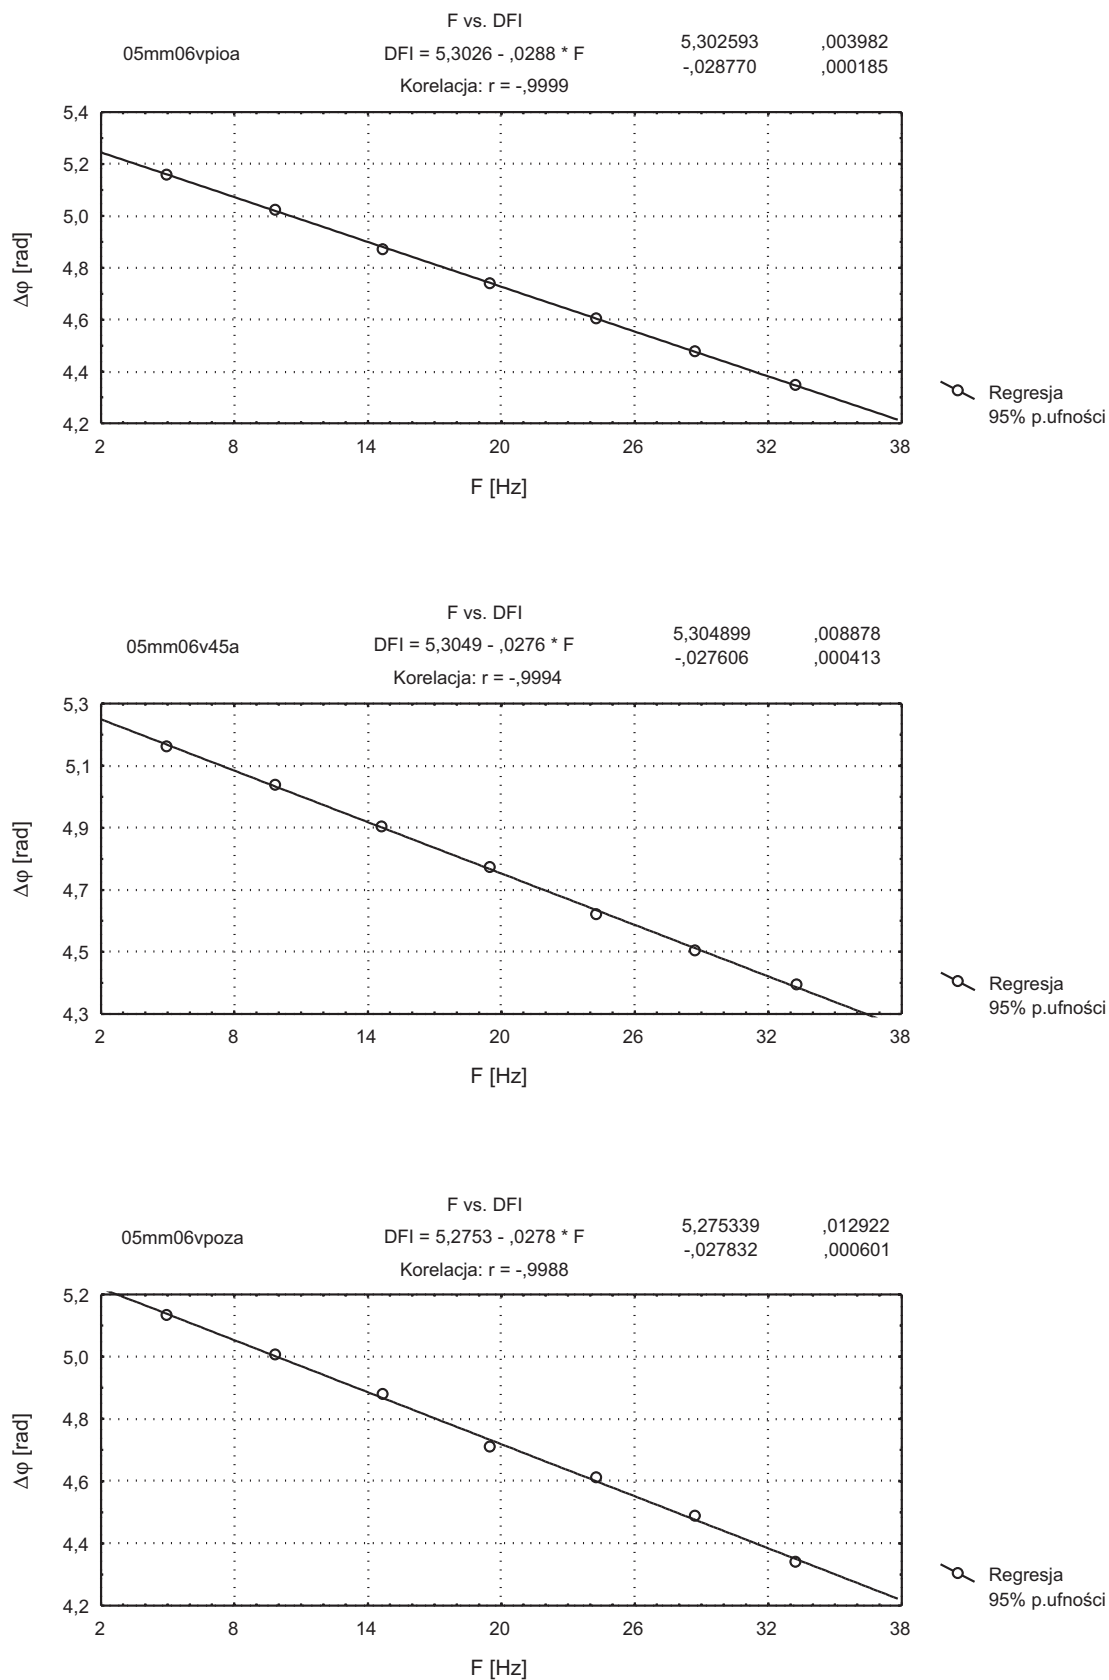 F vs. DFI
05mm06vpioa
DFI = 5,3026 - ,0288 * F
Korelacja: r = -,9999
5,302593 ,003982
-,028770 ,000185
5,4
5,2
5,0
4,8
4,6
4,4
4,2
Δφ [rad]
2 8 14 20 26 32 38
F [Hz]
Regresja
95% p.ufności
F vs. DFI
05mm06v45a
DFI = 5,3049 - ,0276 * F
Korelacja: r = -,9994
5,304899 ,008878
-,027606 ,000413
5,3
5,1
4,9
4,7
4,5
4,3
Δφ [rad]
2 8 14 20 26 32 38
F [Hz]
Regresja
95% p.ufności
F vs. DFI
05mm06vpoza
DFI = 5,2753 - ,0278 * F
Korelacja: r = -,9988
5,275339 ,012922
-,027832 ,000601
5,2
5,0
4,8
4,6
4,4
4,2
Δφ [rad]
2 8 14 20 26 32 38
F [Hz]
Regresja
95% p.ufności